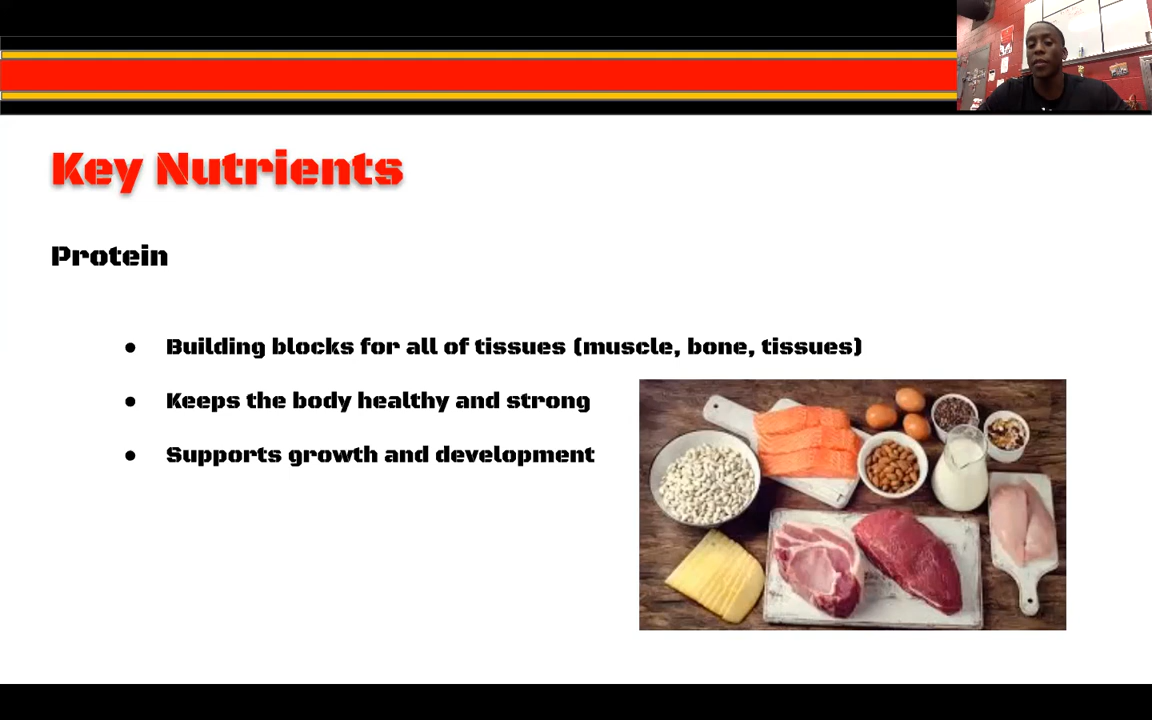 Key Nutrients
Protein
● Building blocks for all of tissues (muscle, bone, tissues)
● Keeps the body healthy and strong
● Supports growth and development